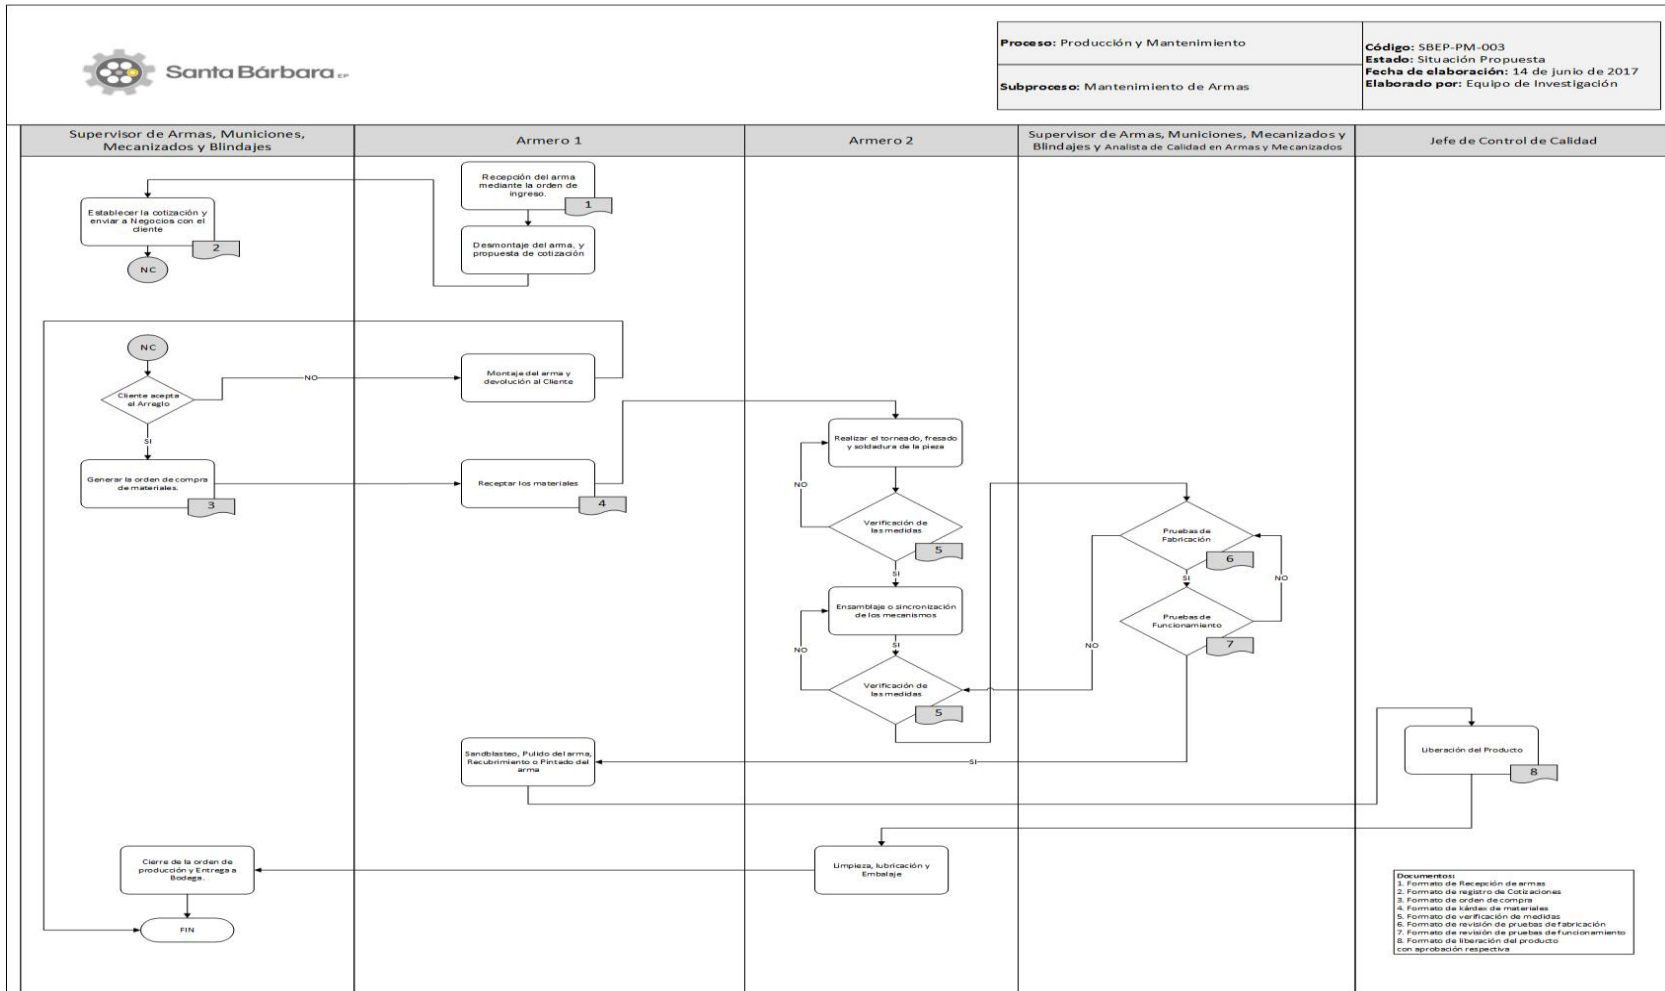 Santa Bárbara EP
Proceso: Producción y Mantenimiento
Subproceso: Mantenimiento de Armas
Código: SBEP-PM-003
Estado: Situación Propuesta
Fecha de elaboración: 14 de junio de 2017
Elaborado por: Equipo de Investigación
Supervisor de Armas, Municiones,
Mecanizados y Blindajes
Armero 1
Armero 2
Supervisor de Armas, Municiones, Mecanizados y
Blindajes y Analista de Calidad en Armas y Mecanizados
Jefe de Control de Calidad
Recepción del arma
mediante la orden de
ingreso.
1
Desmontaje del arma, y
propuesta de cotización
Establecer la cotización y
enviar a Negocios con el
cliente
2
NC
NC
Cliente acepta
el Arreglo
NO
SI
Montaje del arma y
devolución al Cliente
Generar la orden de compra
de materiales.
3
Receptar los materiales
4
Realizar el torneado, fresado
y soldadura de la pieza
NO
Verificación de
las medidas
5
SI
Ensamblaje o sincronización
de los mecanismos
SI
NO
Verificación de
las medidas
5
Pruebas de
Fabricación
6
SI
NO
NO
Pruebas de
Funcionamiento
7
SI
Sandblasteo, Pulido del arma,
Recubrimiento o Pintado del
arma
Liberación del Producto
8
Limpieza, lubricación y
Embalaje
Cierre de la orden de
producción y Entrega a
Bodega.
FIN
Documentos:
1. Formato de Recepción de armas
2. Formato de registro de Cotizaciones
3. Formato de orden de compra
4. Formato de kárdex de materiales
5. Formato de verificación de medidas
6. Formato de revisión de pruebas de fabricación
7. Formato de revisión de pruebas de funcionamiento
8. Formato de liberación del producto
con aprobación respectiva